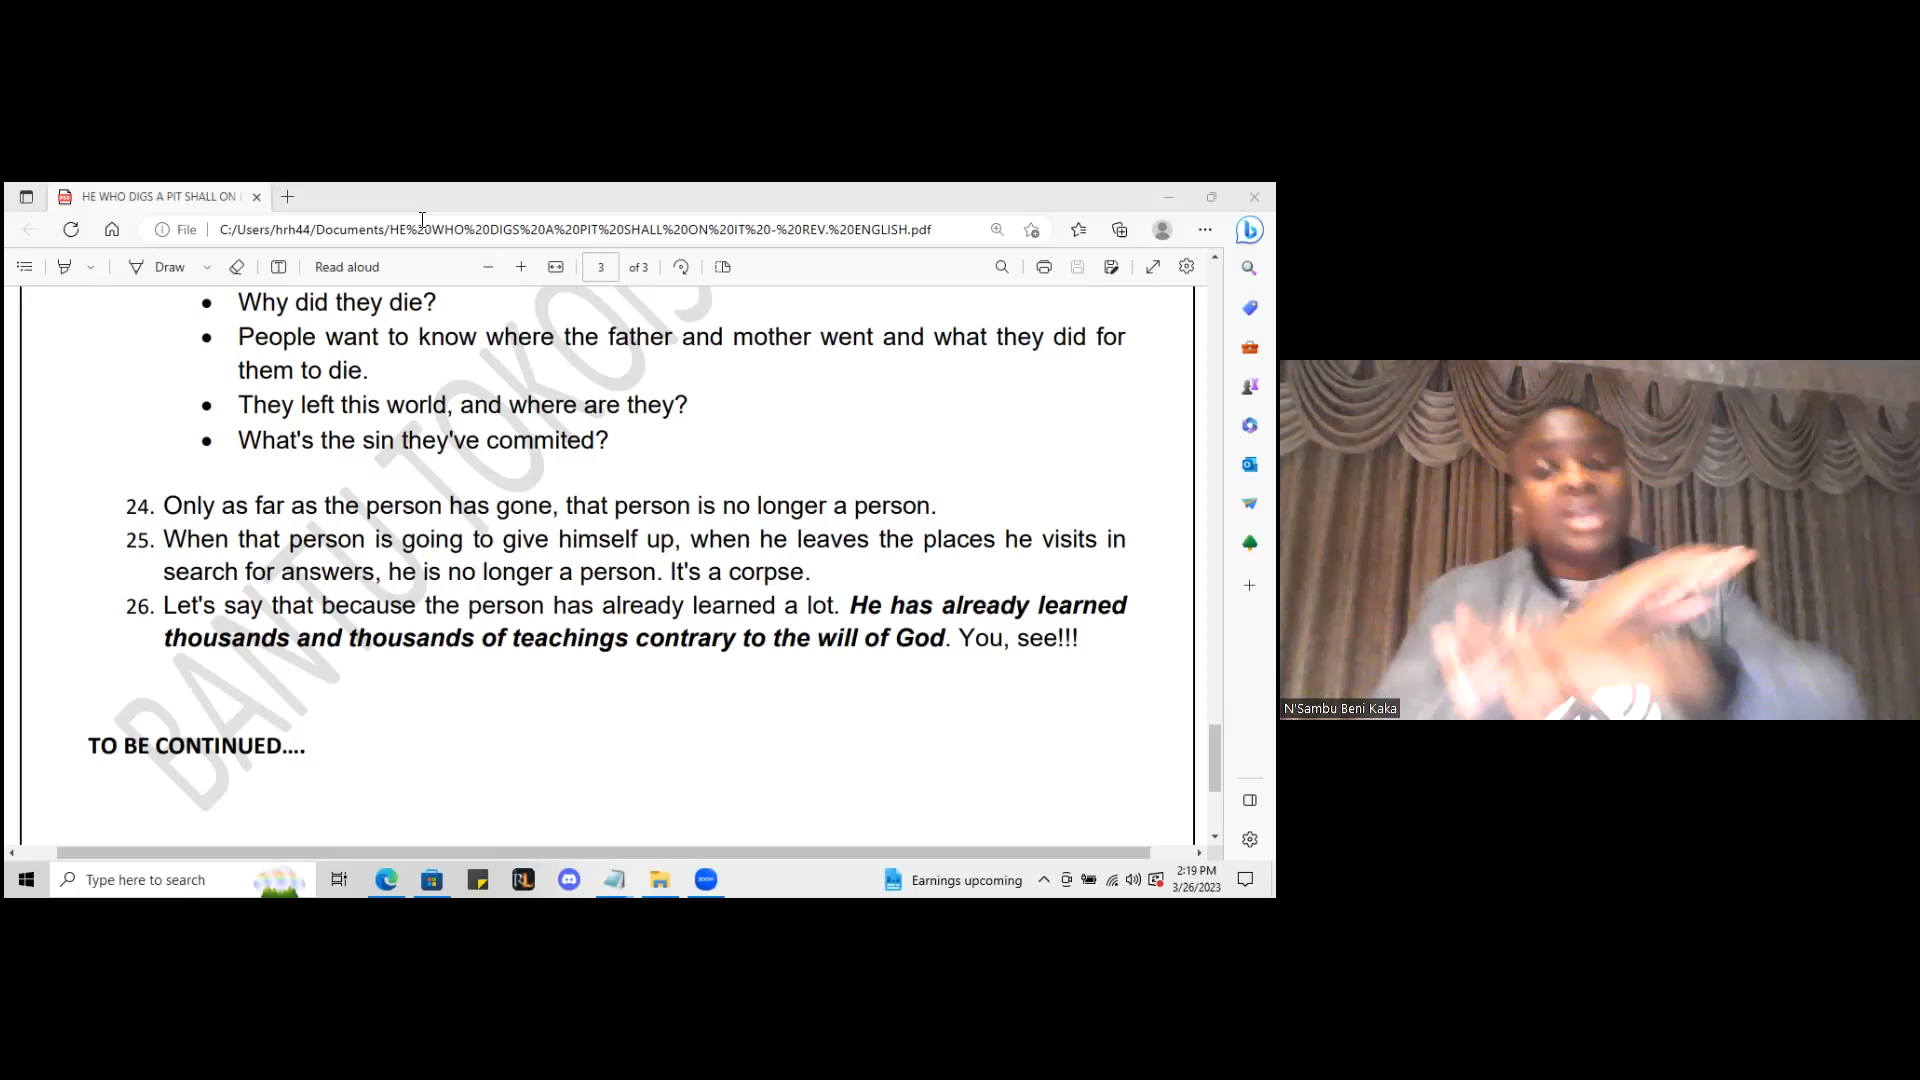 HE WHO DIGS A PIT SHALL ON
File
C:/Users/hrh44/Documents/HE%20WHO%20DIGS%20A%20PIT%20SHALL%20ON%20IT%20-%20REV.%20ENGLISH.pdf
Draw
Read aloud
3
of 3
• Why did they die?
• People want to know where the father and mother went and what they did for
them to die.
• They left this world, and where are they?
• What's the sin they've commited?
24. Only as far as the person has gone, that person is no longer a person.
25. When that person is going to give himself up, when he leaves the places he visits in
search for answers, he is no longer a person. It's a corpse.
26. Let's say that because the person has already learned a lot. He has already learned
thousands and thousands of teachings contrary to the will of God. You, see!!!
TO BE CONTINUED....
BANTU TOKOIS
N'Sambu Beni Kaka
Type here to search
Earnings upcoming
2:19 PM
3/26/2023